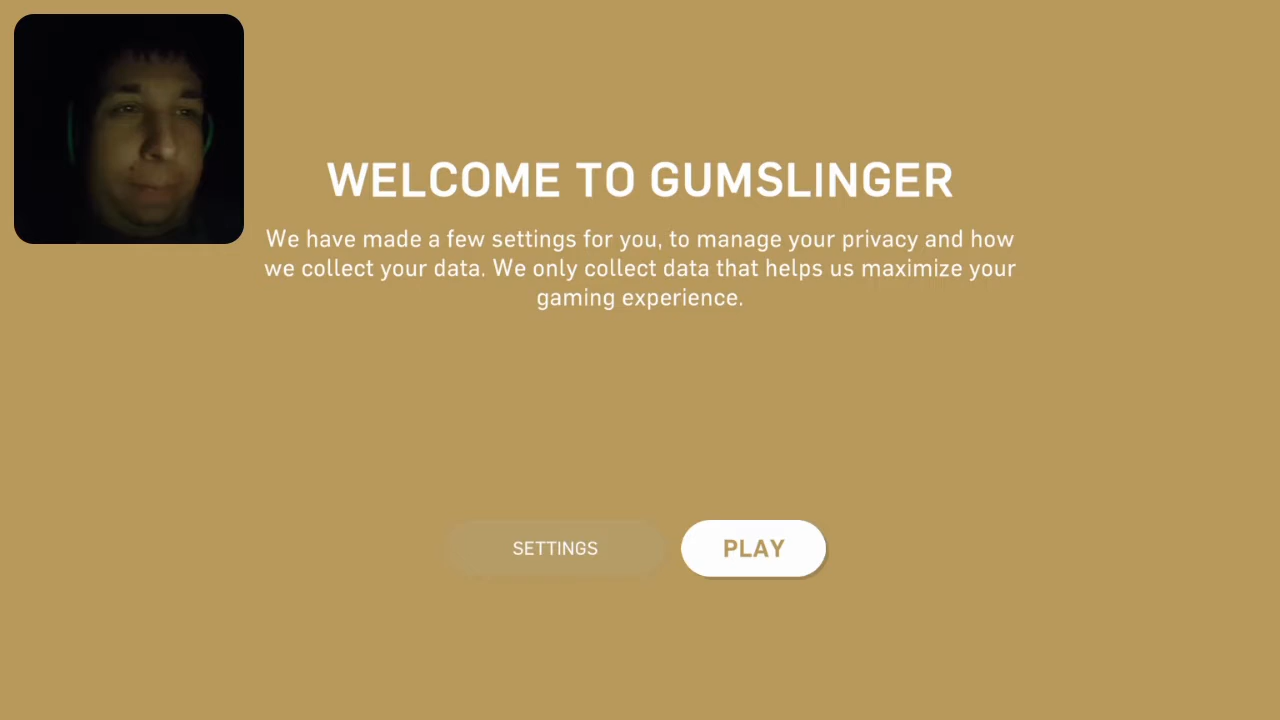 WELCOME TO GUMSLINGER
We have made a few settings for you, to manage your privacy and how
we collect your data. We only collect data that helps us maximize your
gaming experience.
SETTINGS
PLAY